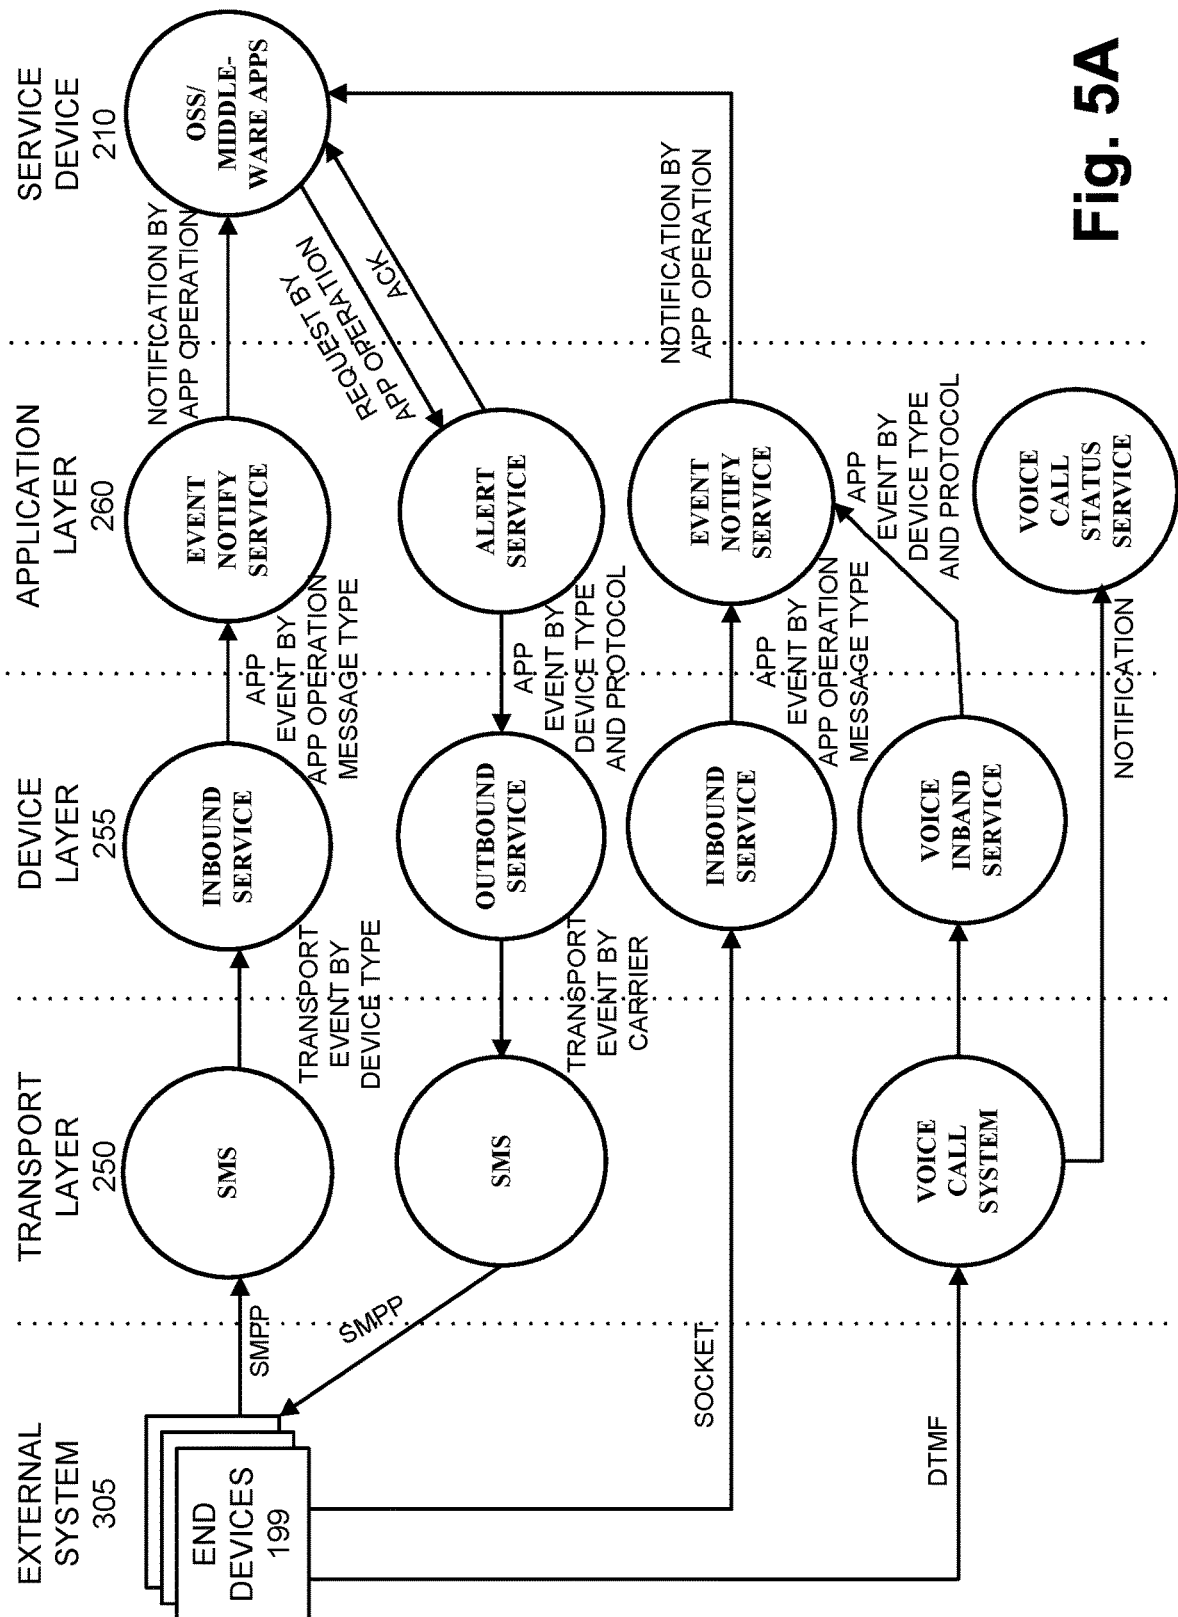 EXTERNAL
SYSTEM
305
TRANSPORT
LAYER
250
DEVICE
LAYER
255
APPLICATION
LAYER
260
SERVICE
DEVICE
210
END
DEVICES
199
SMPP
SMS
TRANSPORT
EVENT BY
DEVICE TYPE
INBOUND
SERVICE
APP
EVENT BY
APP OPERATION
MESSAGE TYPE
EVENT
NOTIFY
SERVICE
NOTIFICATION BY
APP OPERATION
OSS/
MIDDLE-
WARE APPS
SMPP
SMS
TRANSPORT
EVENT BY
CARRIER
OUTBOUND
SERVICE
APP
EVENT BY
DEVICE TYPE
AND PROTOCOL
ALERT
SERVICE
REQUEST BY
APP OPERATION
ACK
SOCKET
INBOUND
SERVICE
APP
EVENT BY
APP OPERATION
MESSAGE TYPE
EVENT
NOTIFY
SERVICE
NOTIFICATION BY
APP OPERATION
DTMF
VOICE
CALL
SYSTEM
VOICE
INBAND
SERVICE
APP
EVENT BY
DEVICE TYPE
AND PROTOCOL
NOTIFICATION
VOICE
CALL
STATUS
SERVICE
Fig. 5A